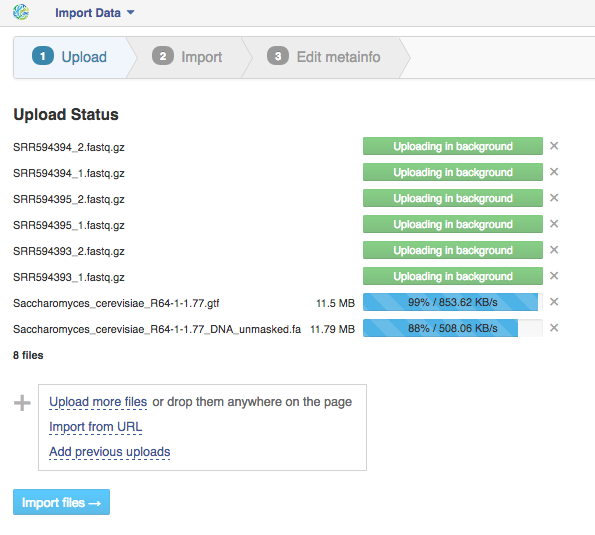 Import Data
1 Upload 2 Import 3 Edit metainfo
Upload Status
SRR594394_2.fastq.gz Uploading in background ×
SRR594394_1.fastq.gz Uploading in background ×
SRR594395_2.fastq.gz Uploading in background ×
SRR594395_1.fastq.gz Uploading in background ×
SRR594393_2.fastq.gz Uploading in background ×
SRR594393_1.fastq.gz Uploading in background ×
Saccharomyces_cerevisiae_R64-1-1.77.gtf 11.5 MB 99% / 853.62 KB/s ×
Saccharomyces_cerevisiae_R64-1-1.77_DNA_unmasked.fa 11.79 MB 88% / 508.06 KB/s ×
8 files
+ Upload more files or drop them anywhere on the page
Import from URL
Add previous uploads
Import files →